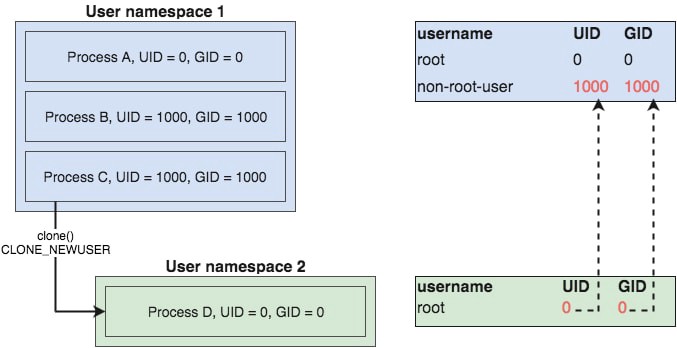 User namespace 1
Process A, UID = 0, GID = 0
Process B, UID = 1000, GID = 1000
Process C, UID = 1000, GID = 1000
clone()
CLONE_NEWUSER
User namespace 2
Process D, UID = 0, GID = 0
username UID GID
root 0 0
non-root-user 1000 1000
username UID GID
root 0 0